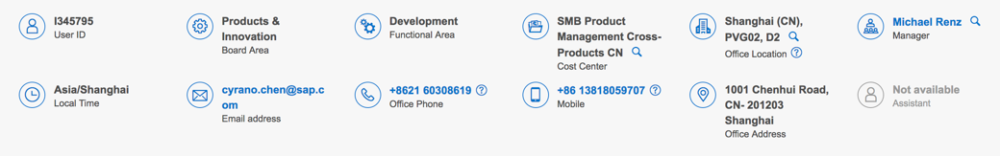 I345795
User ID
Products &
Innovation
Board Area
Development
Functional Area
SMB Product
Management Cross-
Products CN
Cost Center
Shanghai (CN),
PVG02, D2
Office Location
Michael Renz
Manager
Asia/Shanghai
Local Time
cyrano.chen@sap.c
om
Email address
+8621 60308619
Office Phone
+86 13818059707
Mobile
1001 Chenhui Road,
CN- 201203
Shanghai
Office Address
Not available
Assistant